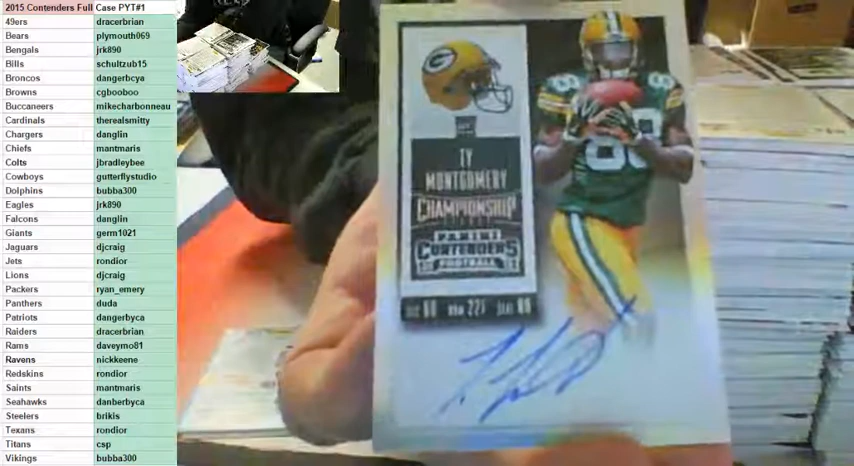 2015 Contenders Full Case PYT#1
49ers dracerbrian
Bears plymouth069
Bengals jrk890
Bills schultzub15
Broncos dangerbcya
Browns cgbooboo
Buccaneers mikecharbonneau
Cardinals therealsmitty
Chargers danglin
Chiefs mantmaris
Colts jbradleybee
Cowboys gutterflystudio
Dolphins bubba300
Eagles jrk890
Falcons danglin
Giants germ1021
Jaguars djcraig
Jets rondior
Lions djcraig
Packers ryan_emery
Panthers duda
Patriots dangerbyca
Raiders dracerbrian
Rams daveymo81
Ravens nickkeene
Redskins rondior
Saints mantmaris
Seahawks danberbyca
Steelers brikis
Texans rondior
Titans csp
Vikings bubba300
G
TY
MONTGOMERY
CHAMPIONSHIP
PANINI
CONTENDERS
FOOTBALL
88
88